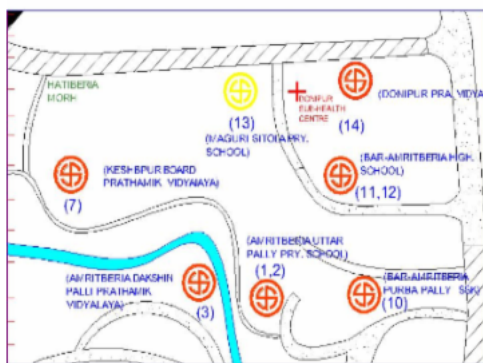 HATIBERIA
MORH
(13)
(MAGURI SITOLA PRY.
SCHOOL)
DONIPUR
SUB-HEALTH
CENTRE
(14)
(DONIPUR PRA. VIDYA
(KESHBPUR BOARD
PRATHAMIK VIDYALAYA)
(7)
(BAR-AMRITBERIA HIGH.
SCHOOL)
(11,12)
(AMRITBERIA UTTAR
PALLY PRY. SCHOOL)
(1,2)
(AMRITBERIA DAKSHIN
PALLI PRATHAMIK
VIDYALAYA)
(3)
(BAR-AMRITBERIA
PURBA PALLY SSK)
(10)